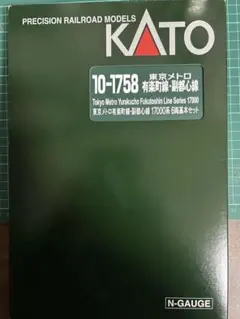 PRECISION RAILROAD MODELS
KATO
10-1758 東京メトロ
有楽町線・副都心線
Tokyo Metro Yurakucho Fukutoshin Line Series 17000
東京メトロ有楽町線・副都心線 17000系 6両基本セット
N-GAUGE